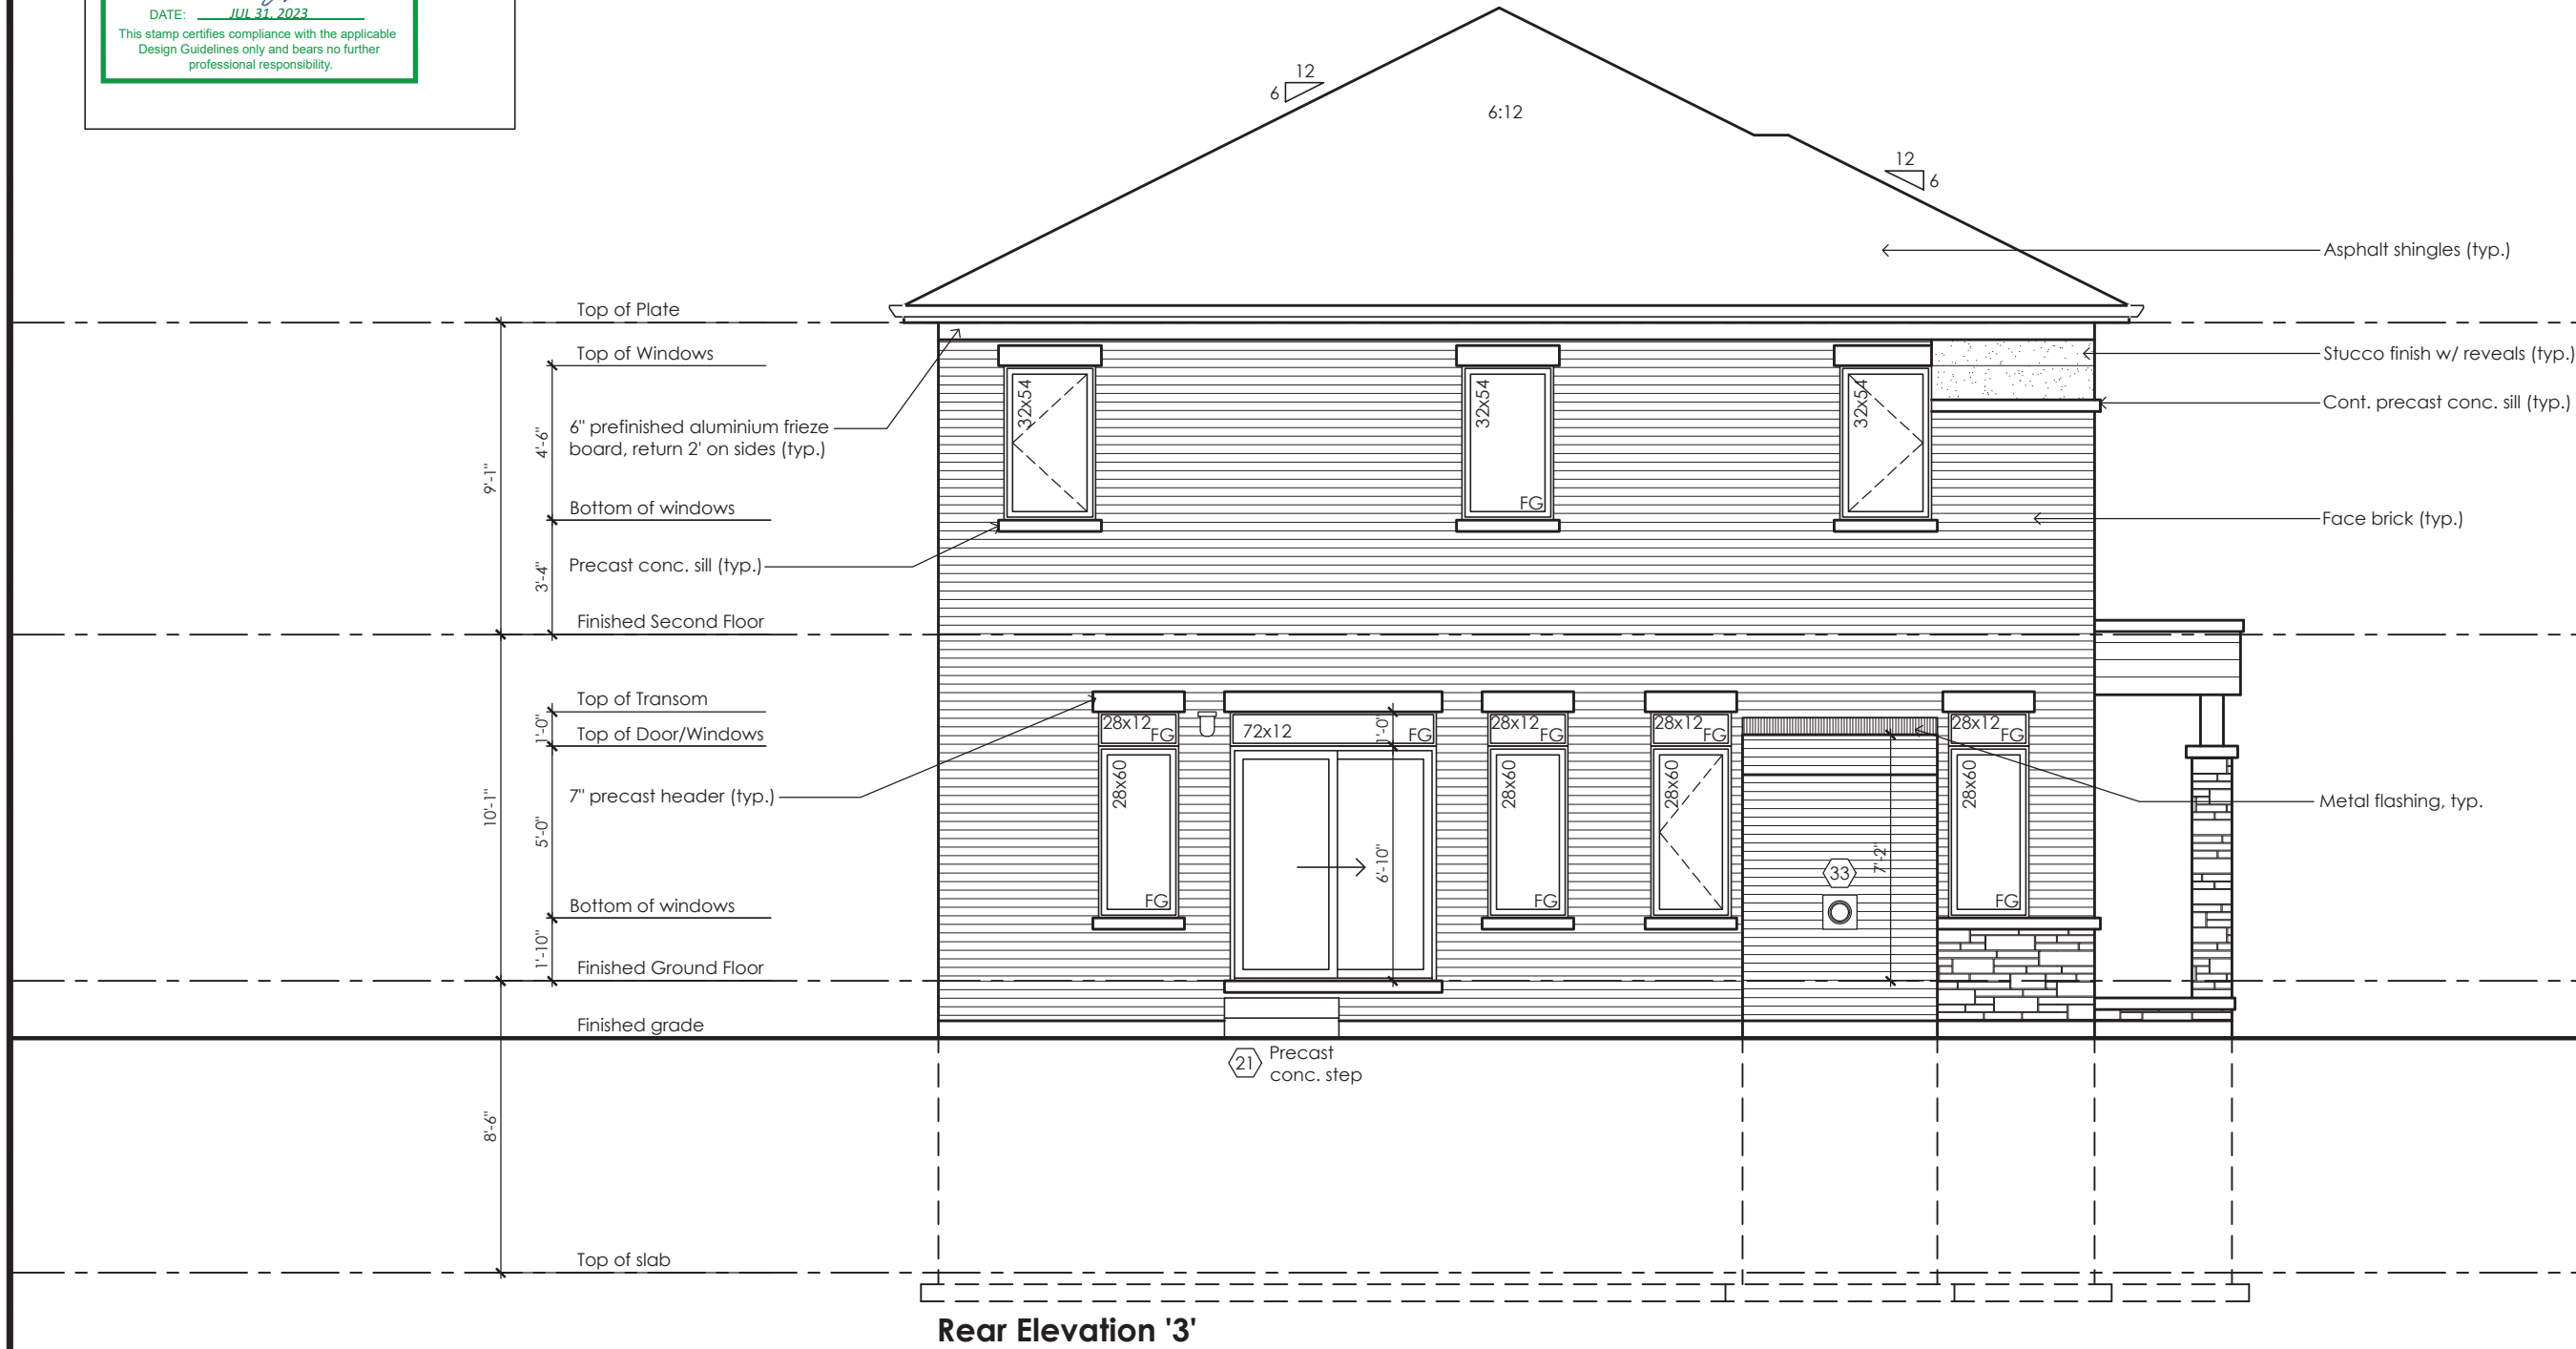 DATE: JUL 31, 2023
This stamp certifies compliance with the applicable
Design Guidelines only and bears no further
professional responsibility.
12
6
6:12
12
6
Asphalt shingles (typ.)
Top of Plate
Top of Windows
Stucco finish w/ reveals (typ.)
Cont. precast conc. sill (typ.)
32x54
32x54
32x54
6" prefinished aluminium frieze
board, return 2' on sides (typ.)
4'-6"
9'-1"
FG
Bottom of windows
Face brick (typ.)
Precast conc. sill (typ.)
3'-4"
Finished Second Floor
Top of Transom
1'-0"
28x12 FG
72x12
1'-0"
FG
28x12 FG
28x12 FG
28x12 FG
Top of Door/Windows
28x60
28x60
28x60
28x60
7" precast header (typ.)
Metal flashing, typ.
10'-1"
5'-0"
6'-10"
7'-2"
33
FG
FG
FG
Bottom of windows
1'-10"
Finished Ground Floor
Finished grade
21 Precast
conc. step
8'-6"
Top of slab
Rear Elevation '3'